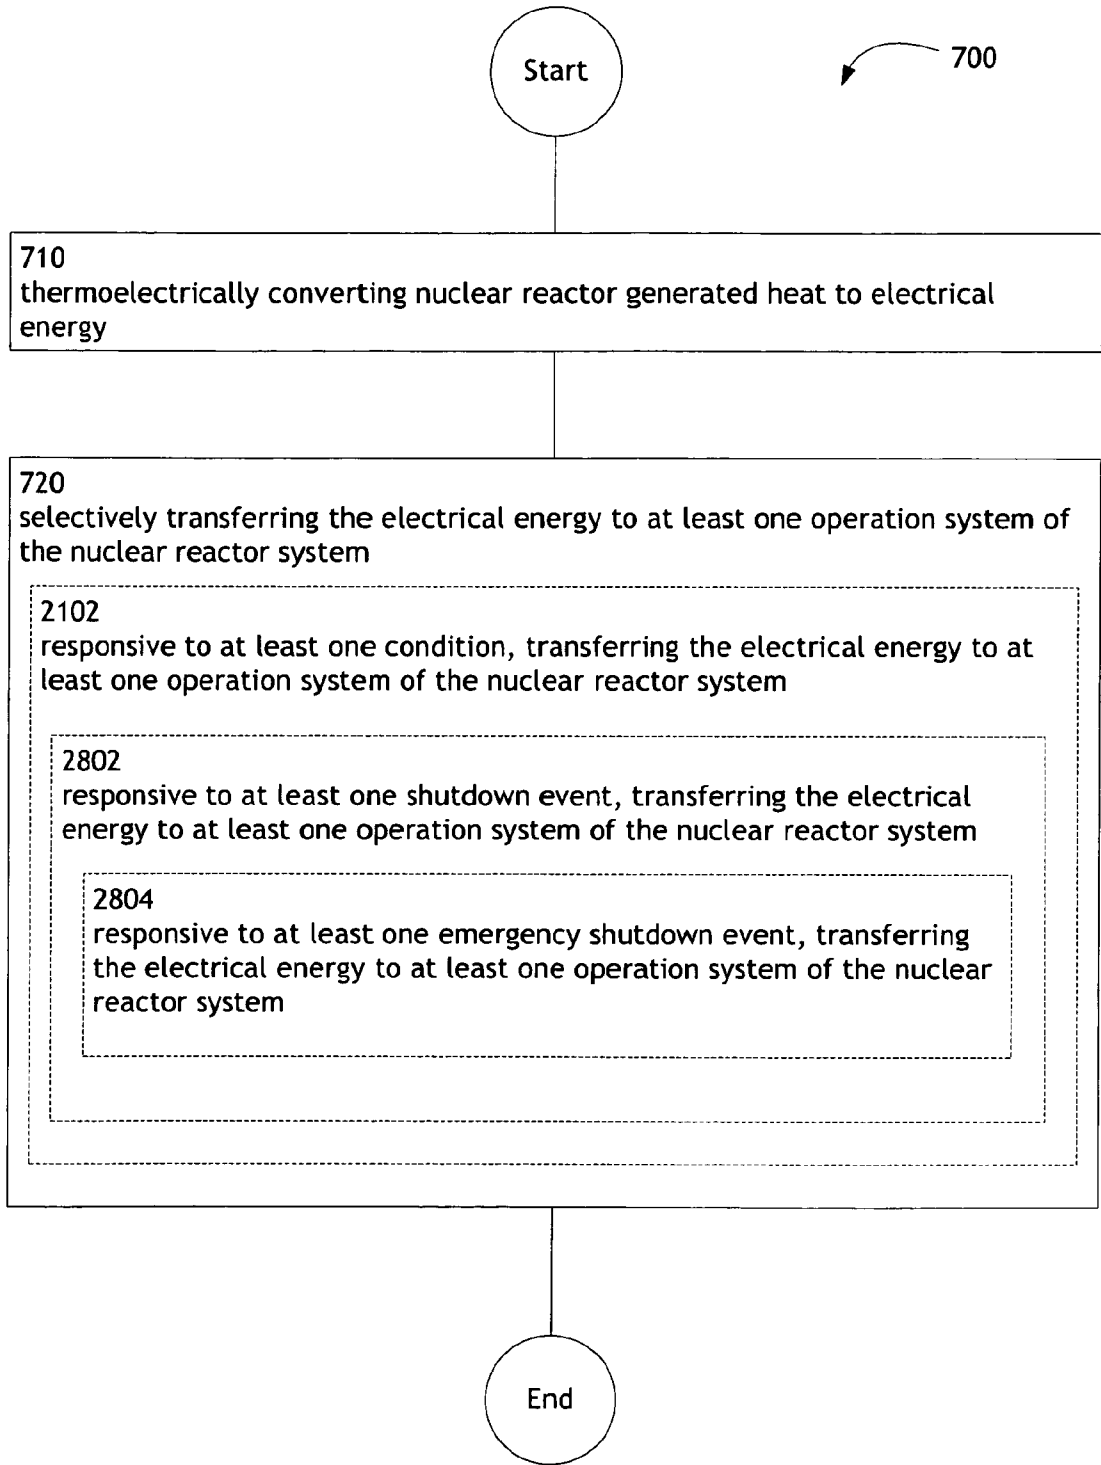 Start
700
710
thermoelectrically converting nuclear reactor generated heat to electrical
energy
720
selectively transferring the electrical energy to at least one operation system of
the nuclear reactor system
2102
responsive to at least one condition, transferring the electrical energy to at
least one operation system of the nuclear reactor system
2802
responsive to at least one shutdown event, transferring the electrical
energy to at least one operation system of the nuclear reactor system
2804
responsive to at least one emergency shutdown event, transferring
the electrical energy to at least one operation system of the nuclear
reactor system
End